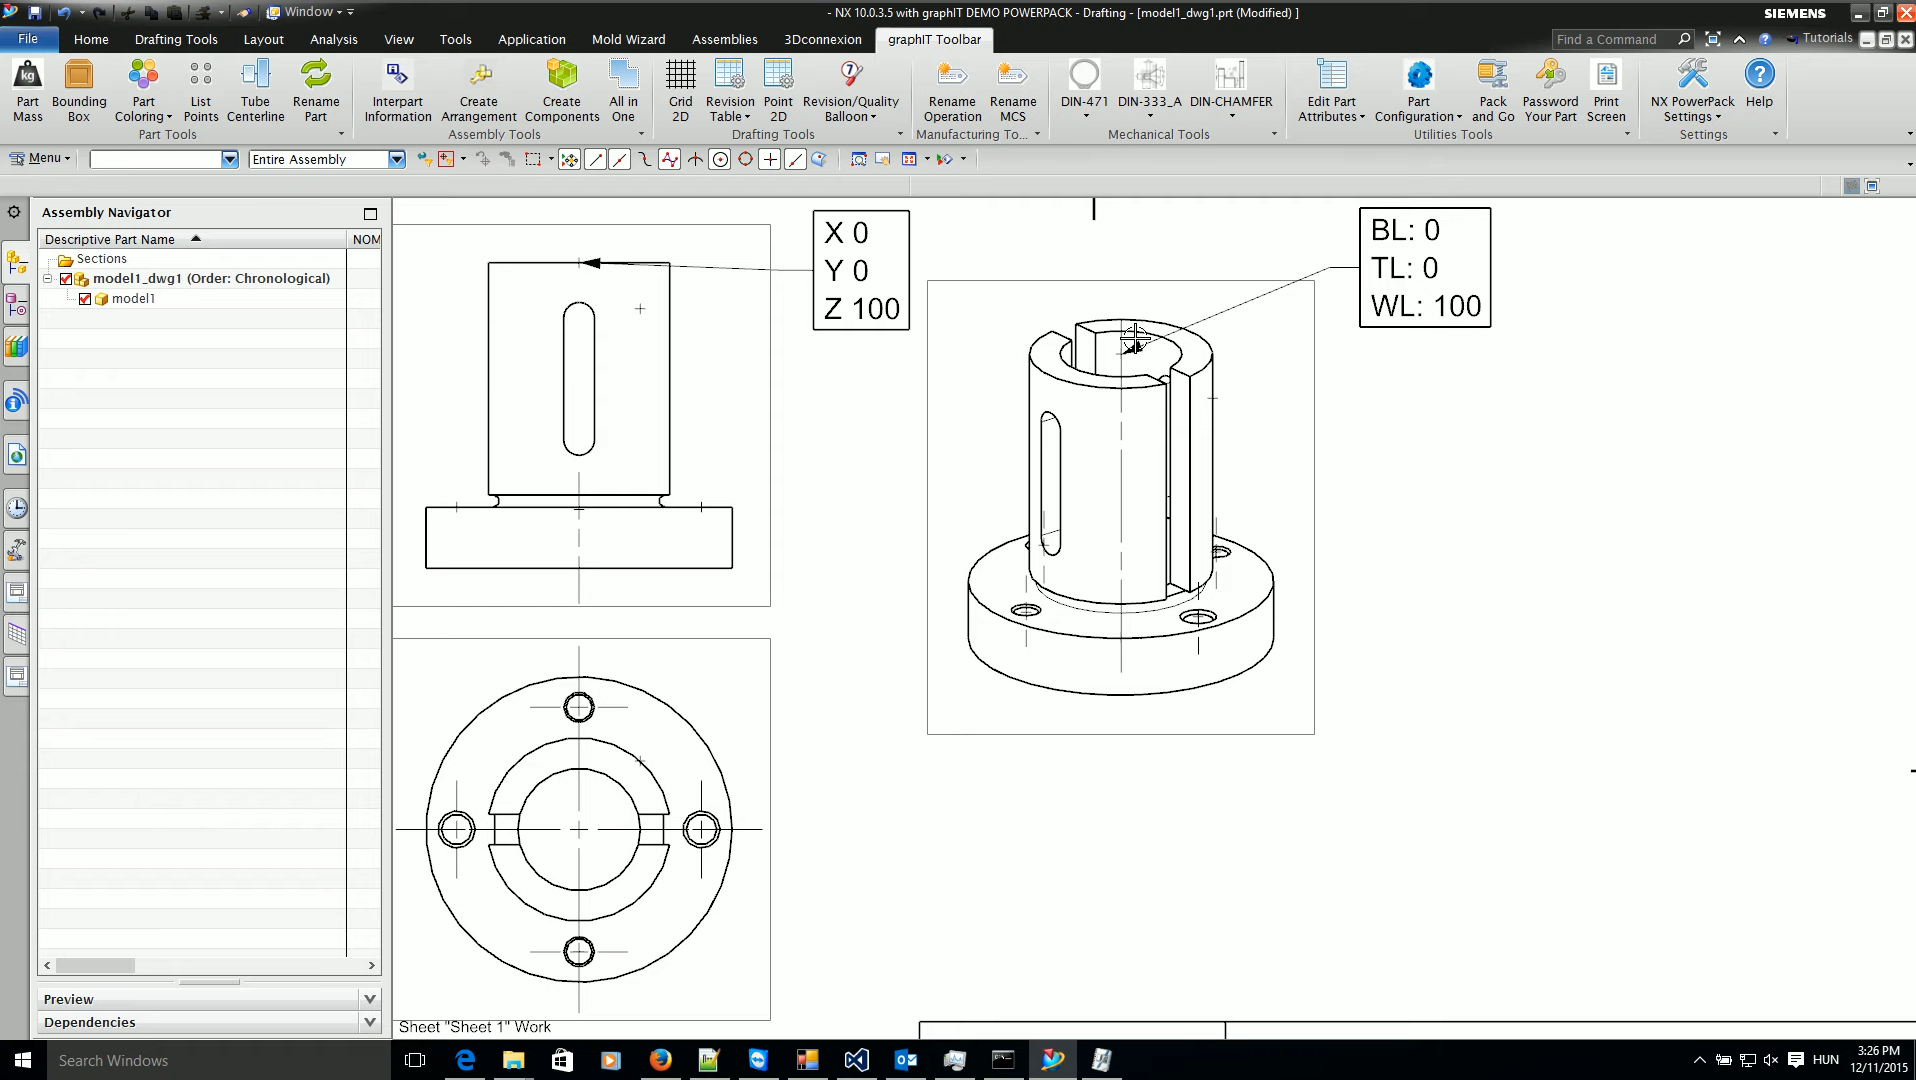 Window
- NX 10.0.3.5 with graphIT DEMO POWERPACK - Drafting - [model1_dwg1.prt (Modified) ]
SIEMENS
File
Home
Drafting Tools
Layout
Analysis
View
Tools
Application
Mold Wizard
Assemblies
3Dconnexion
graphIT Toolbar
Find a Command
Tutorials
kg
Part
Mass
Bounding
Box
Part
Coloring
List
Points
Tube
Centerline
Rename
Part
Interpart
Information
Create
Arrangement
Create
Components
All in
One
Grid
2D
Revision
Table
Point
2D
7
Revision/Quality
Balloon
Rename
Operation
Rename
MCS
DIN-471
DIN-333_A
DIN-CHAMFER
Edit Part
Attributes
Part
Configuration
Pack
and Go
Password
Your Part
Print
Screen
NX PowerPack
Settings
Help
Part Tools
Assembly Tools
Drafting Tools
Manufacturing To...
Mechanical Tools
Utilities Tools
Settings
Menu
Entire Assembly
Assembly Navigator
Descriptive Part Name
NOM
Sections
model1_dwg1 (Order: Chronological)
model1
Preview
Dependencies
X 0
Y 0
Z 100
BL: 0
TL: 0
WL: 100
Sheet "Sheet 1" Work
Search Windows
HUN
3:26 PM
12/11/2015